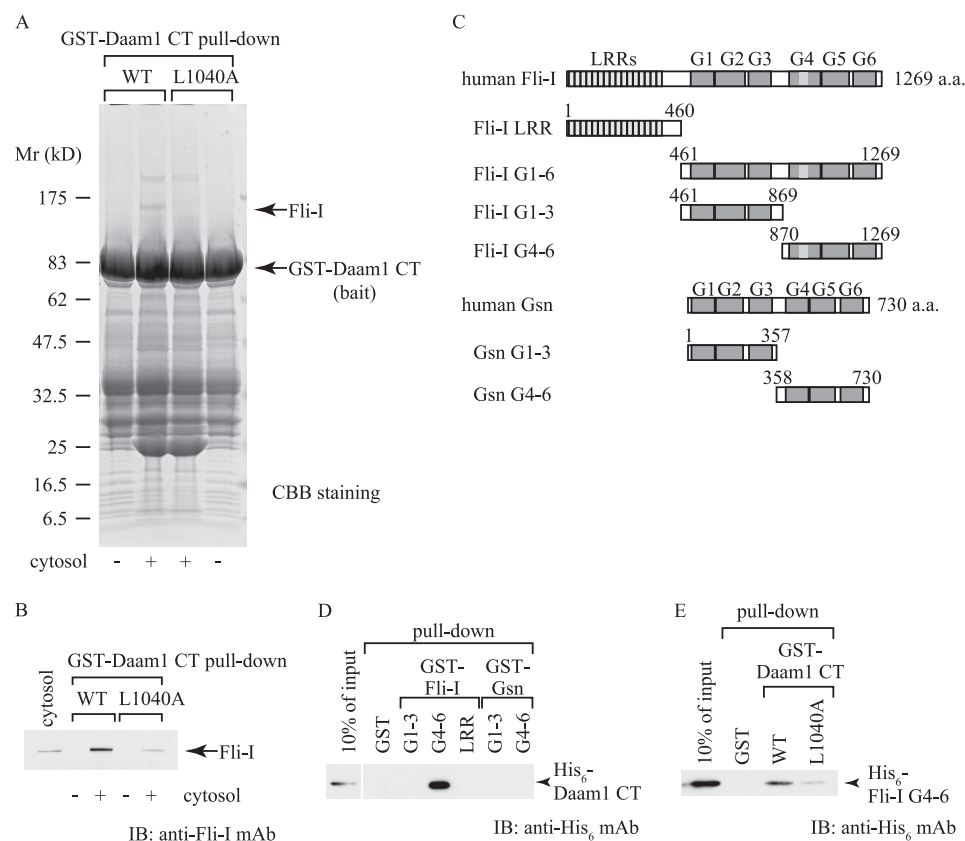 A
GST-Daam1 CT pull-down
WT L1040A
Mr (kD)
175
83
62
47.5
32.5
25
16.5
6.5
Fli-I
GST-Daam1 CT
(bait)
CBB staining
cytosol - + + -
B
GST-Daam1 CT pull-down
cytosol
WT L1040A
Fli-I
- + - + cytosol
IB: anti-Fli-I mAb
C
LRRs G1 G2 G3 G4 G5 G6
human Fli-I 1269 a.a.
1 460
Fli-I LRR
461 1269
Fli-I G1-6
461 869
Fli-I G1-3
870 1269
Fli-I G4-6
G1 G2 G3 G4 G5 G6
human Gsn 730 a.a.
1 357
Gsn G1-3
358 730
Gsn G4-6
D
pull-down
GST-
Fli-I
GST-
Gsn
10% of input
GST
G1-3
G4-6
LRR
G1-3
G4-6
His6-
Daam1 CT
IB: anti-His6 mAb
E
pull-down
GST-
Daam1 CT
10% of input
GST
WT
L1040A
His6-
Fli-I G4-6
IB: anti-His6 mAb